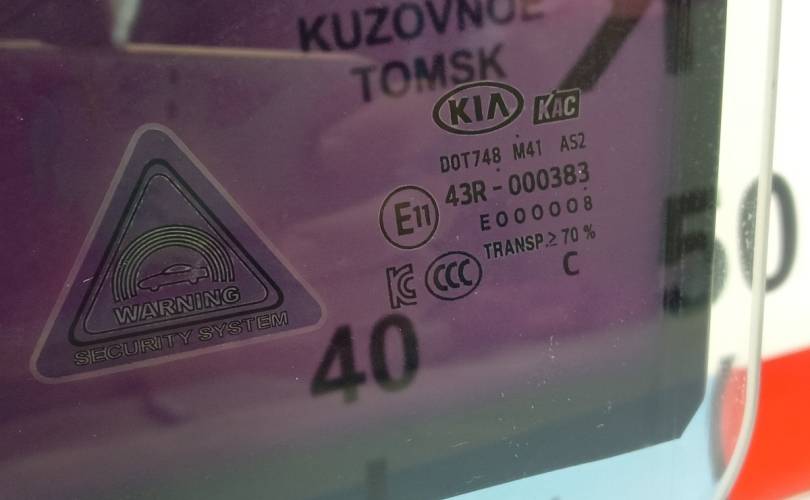 KUZOVNOE
TOMSK
KIA KAC
DOT748 M41 AS2
43R-000383
E11
E000008
TRANSP.≥70%
KC CCC
C
WARNING
SECURITY SYSTEM
40
50